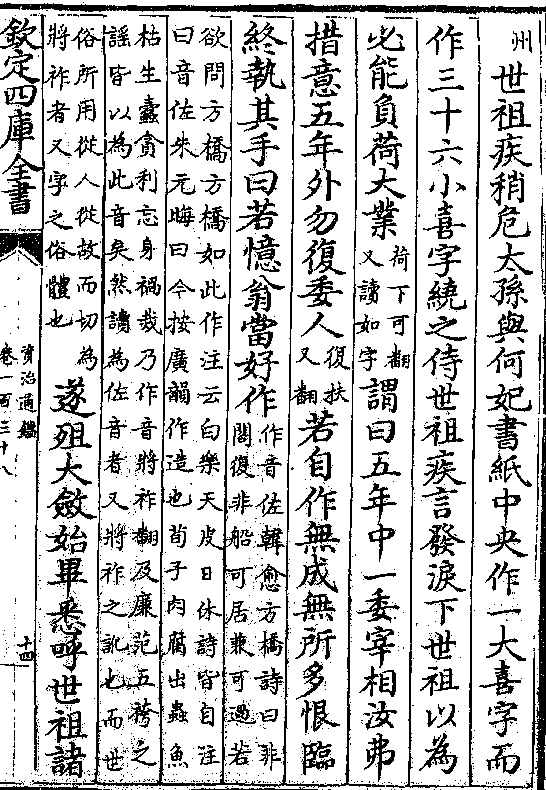 州世祖疾稍危太孫與何妃書紙中央作一大喜字而
作三十六小喜字繞之侍世祖疾言發淚下世祖以為
必能負荷大業荷下可翻
又讀如字謂曰五年中一委宰相汝弗
措意五年外勿復委人復扶
又翻若自作無成無所多恨臨
終執其手曰若憶翁當好作作音佐韓愈方橋詩曰非
閣復非船可居兼可過若
欲問方橋方橋如此作注云白樂天皮日休詩皆自注
曰音佐朱元晦曰今按廣韻作造也荀子肉腐出蟲魚
枯生蠹貪利忘身禍烖乃作音將祚翻及廉范五袴之
謡皆以為此音矣然讀為佐音者又將祚之訛也而世
俗所用從人從故而切為
將祚者又字之俗體也遂殂大斂始畢悉呼世祖諸
欽定四庫全書
資治通鑑
卷一百三十八
十四